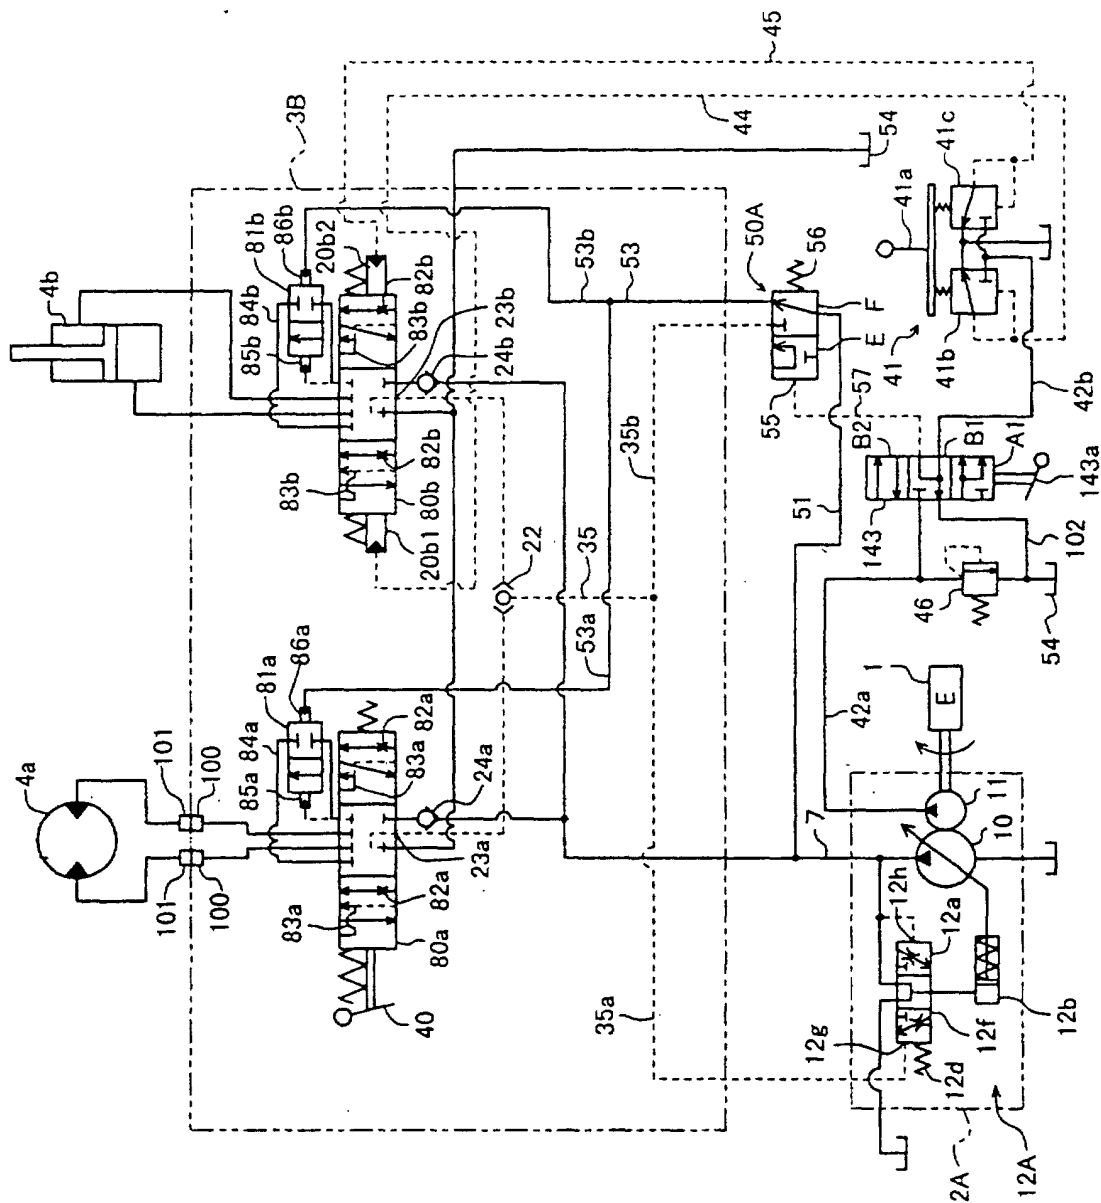 45
3B
44
54
4b
81b
86b
84b
85b
20b2
82b
83b
23b
24b
83b
82b
80b
20b1
53b
53
50A
56
F
E
55
57
41a
41c
41
41b
42b
B2
B1
A1
143
143a
102
46
54
51
35b
35
22
53a
4a
101
100
101
100
84a
81a
86a
85a
82a
83a
24a
23a
82a
83a
80a
40
35a
42a
1
E
11
10
7
12h
12a
12g
12f
12d
12b
2A
12A